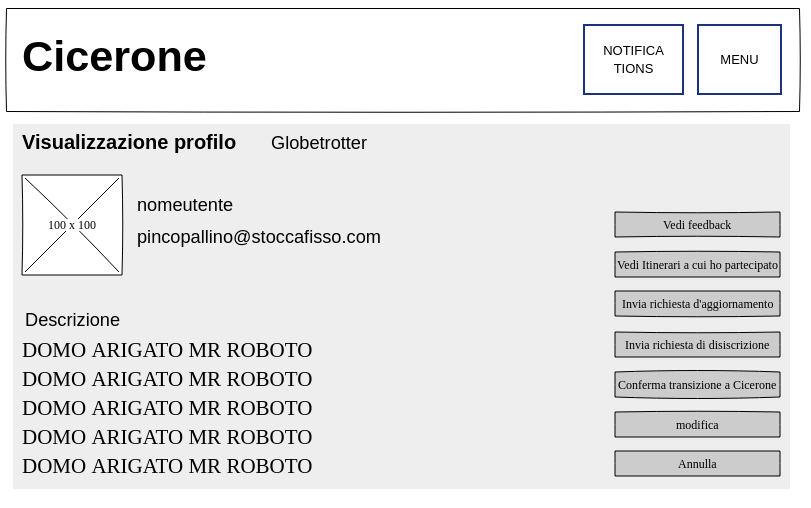 Cicerone
NOTIFICA
TIONS
MENU
Visualizzazione profilo
Globetrotter
100 x 100
nomeutente
pincopallino@stoccafisso.com
Vedi feedback
Vedi Itinerari a cui ho partecipato
Invia richiesta d'aggiornamento
Invia richiesta di disiscrizione
Conferma transizione a Cicerone
modifica
Annulla
Descrizione
DOMO ARIGATO MR ROBOTO
DOMO ARIGATO MR ROBOTO
DOMO ARIGATO MR ROBOTO
DOMO ARIGATO MR ROBOTO
DOMO ARIGATO MR ROBOTO